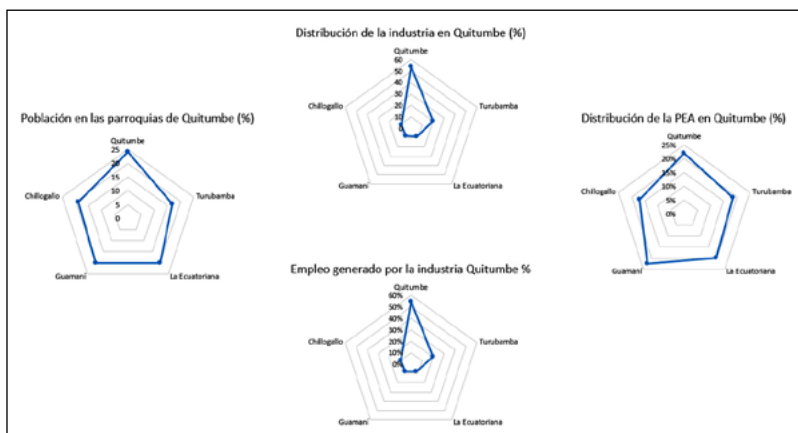 Distribución de la industria en Quitumbe (%)
Quitumbe
60
50
40
30
20
10
0
Turubamba
La Ecuatoriana
Guamaní
Chillogallo
Población en las parroquias de Quitumbe (%)
Quitumbe
25
20
15
10
5
0
Turubamba
La Ecuatoriana
Guamaní
Chillogallo
Distribución de la PEA en Quitumbe (%)
Quitumbe
25%
20%
15%
10%
5%
0%
Turubamba
La Ecuatoriana
Guamaní
Chillogallo
Empleo generado por la industria Quitumbe %
Quitumbe
60%
50%
40%
30%
20%
10%
0%
Turubamba
La Ecuatoriana
Guamaní
Chillogallo